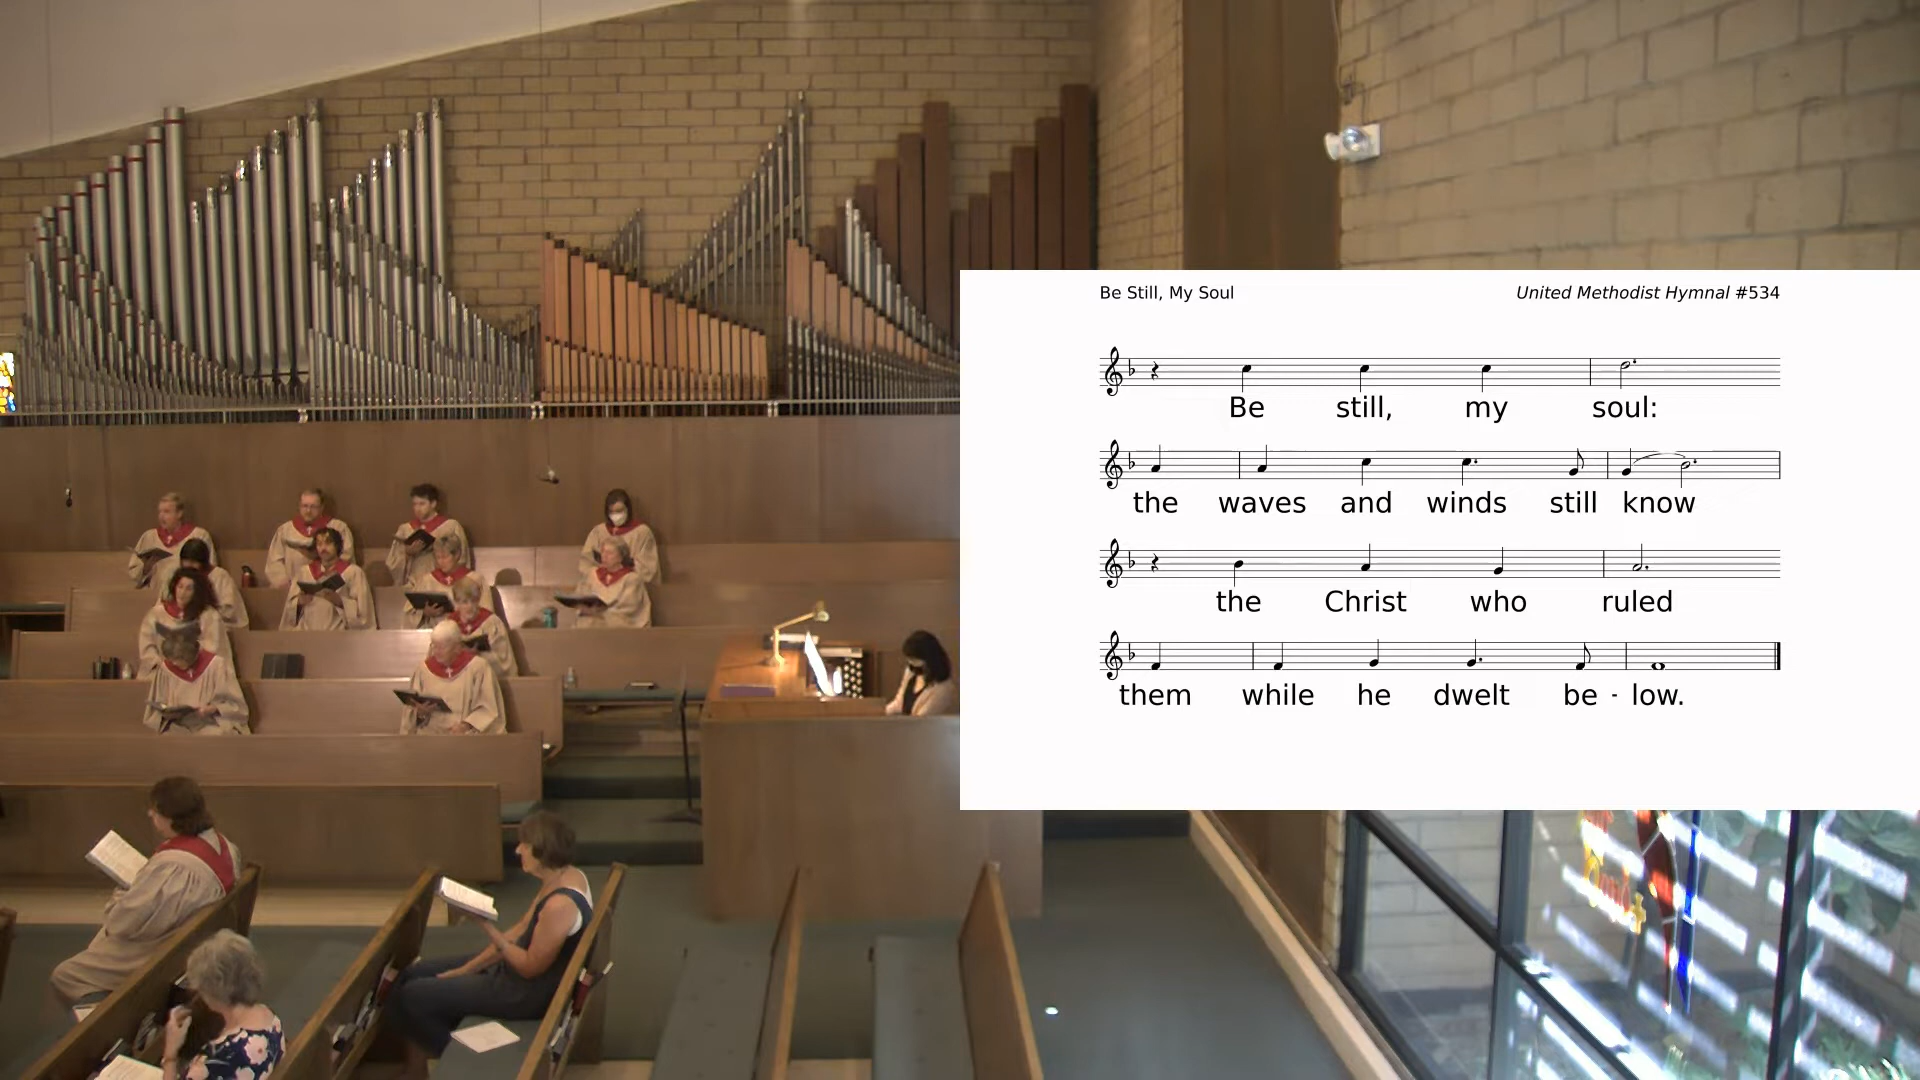 Be Still, My Soul United Methodist Hymnal #534
Be still, my soul:
the waves and winds still know
the Christ who ruled
them while he dwelt be - low.